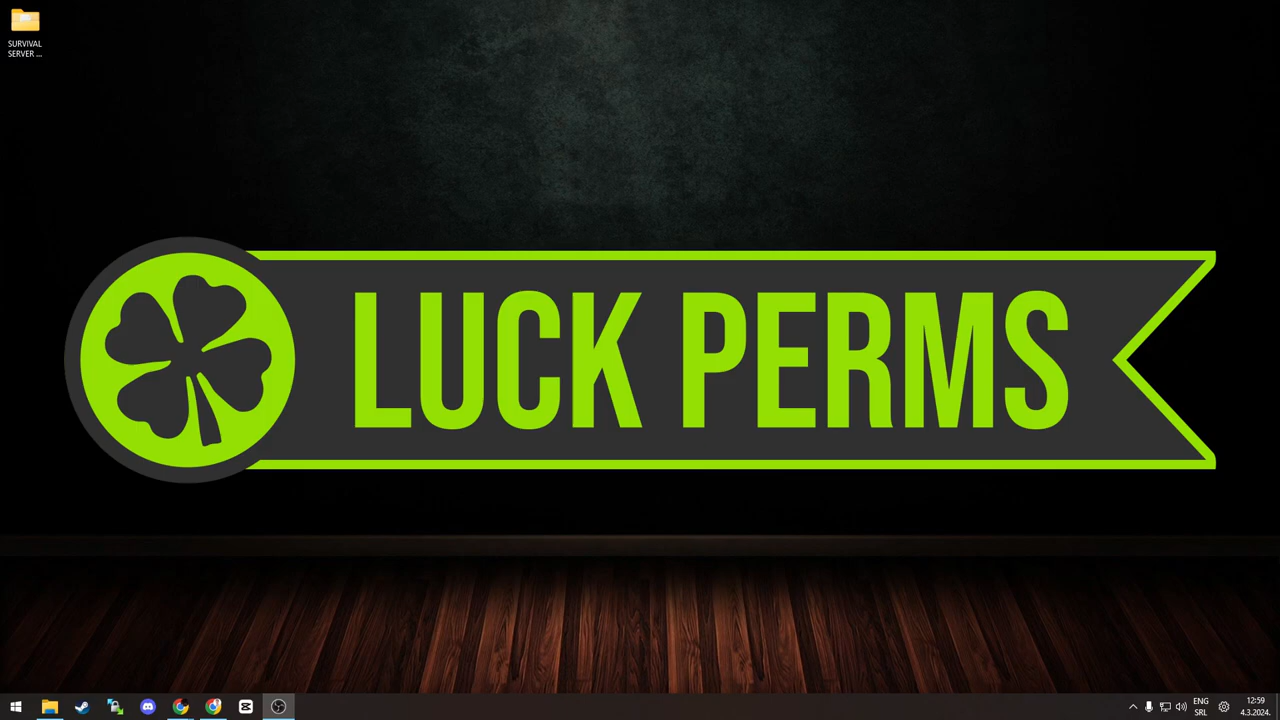 SURVIVAL
SERVER ...
LUCK PERMS
ENG
SRL
12:59
4.3.2024.